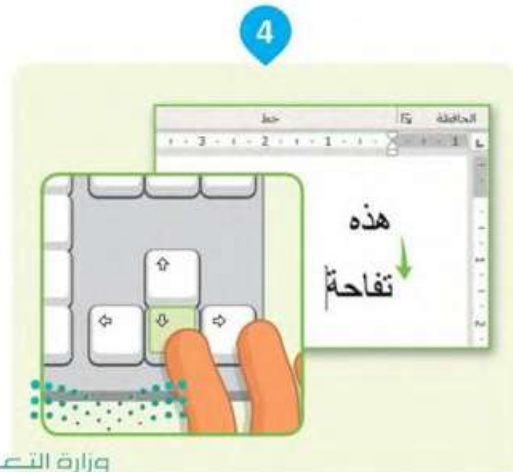 4
الحافظة خط
1 1 2 3
هذه
تفاحة
وزارة التعـ